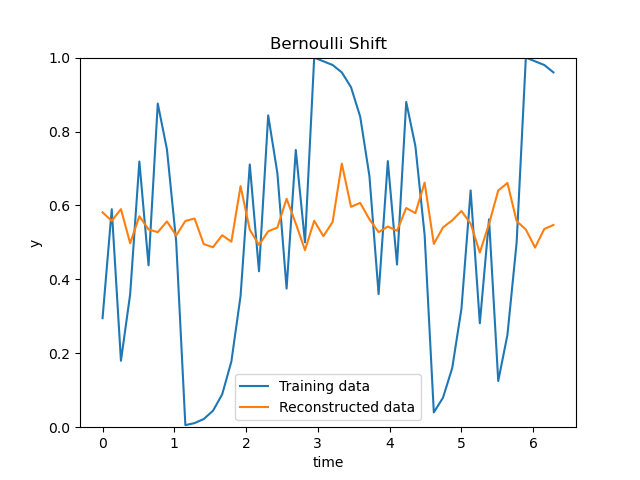 Bernoulli Shift
1.0
0.8
0.6
0.4
0.2
0.0
y
Training data
Reconstructed data
0 1 2 3 4 5 6
time